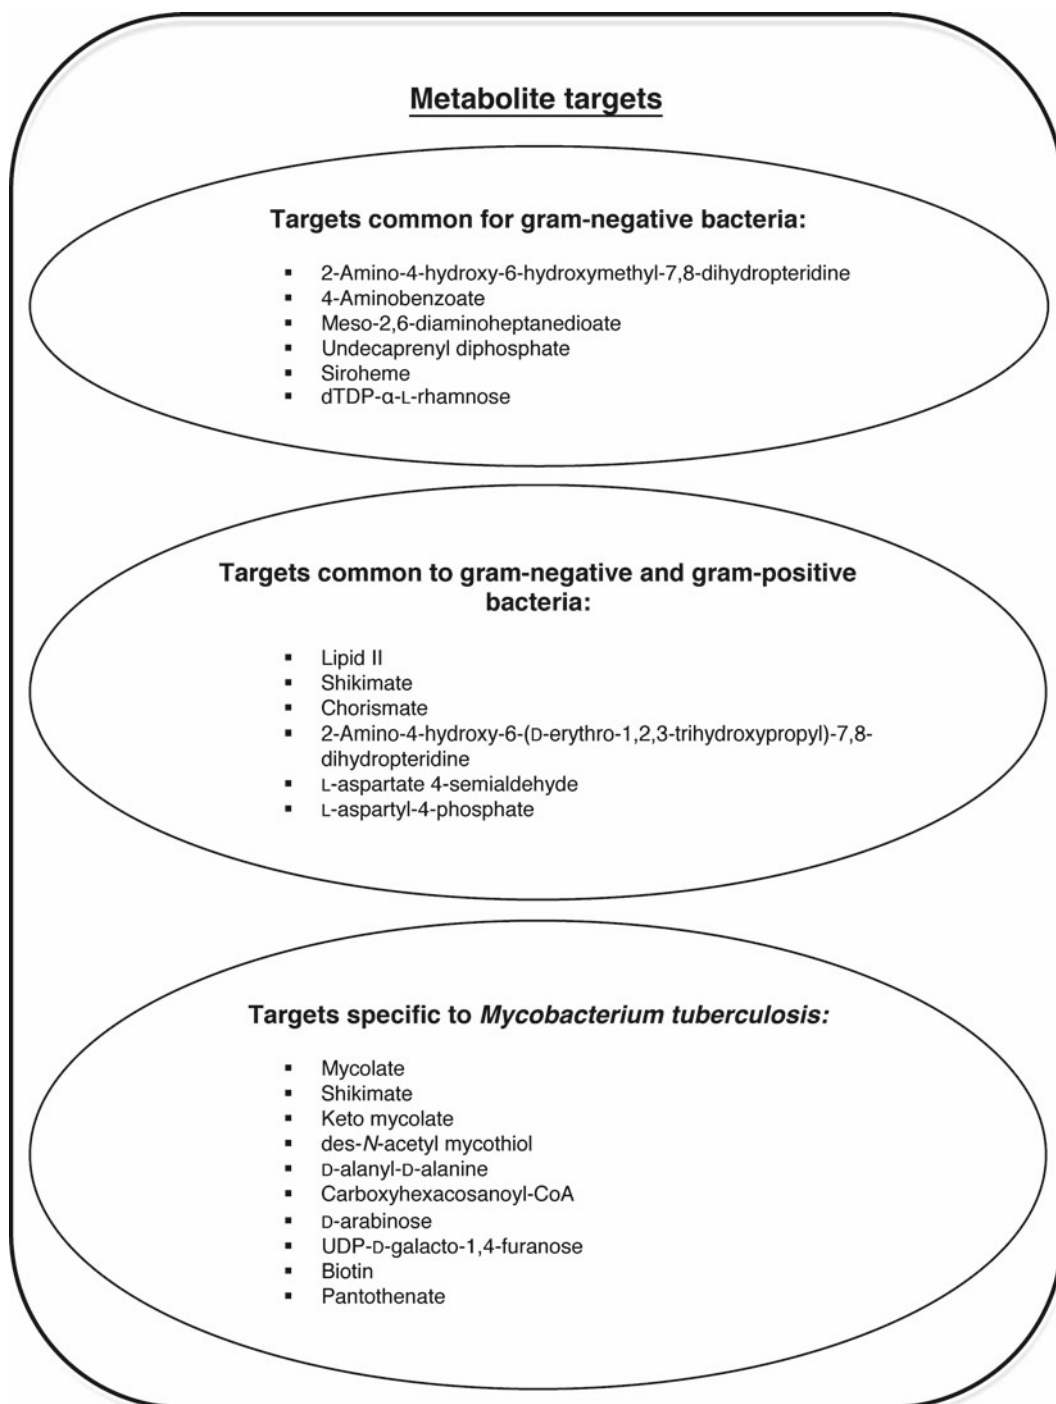 Metabolite targets
Targets common for gram-negative bacteria:
▪ 2-Amino-4-hydroxy-6-hydroxymethyl-7,8-dihydropteridine
▪ 4-Aminobenzoate
▪ Meso-2,6-diaminoheptanedioate
▪ Undecaprenyl diphosphate
▪ Siroheme
▪ dTDP-α-L-rhamnose
Targets common to gram-negative and gram-positive
bacteria:
▪ Lipid II
▪ Shikimate
▪ Chorismate
▪ 2-Amino-4-hydroxy-6-(D-erythro-1,2,3-trihydroxypropyl)-7,8-
dihydropteridine
▪ L-aspartate 4-semialdehyde
▪ L-aspartyl-4-phosphate
Targets specific to Mycobacterium tuberculosis:
▪ Mycolate
▪ Shikimate
▪ Keto mycolate
▪ des-N-acetyl mycothiol
▪ D-alanyl-D-alanine
▪ Carboxyhexacosanoyl-CoA
▪ D-arabinose
▪ UDP-D-galacto-1,4-furanose
▪ Biotin
▪ Pantothenate